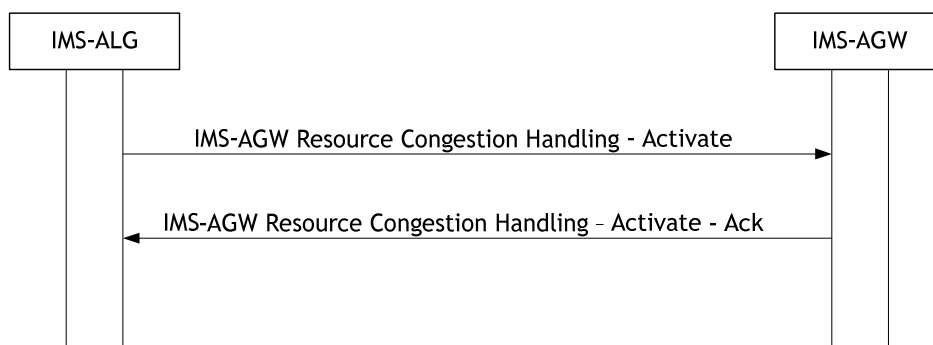 IMS-ALG
IMS-AGW
IMS-AGW Resource Congestion Handling - Activate
IMS-AGW Resource Congestion Handling – Activate - Ack